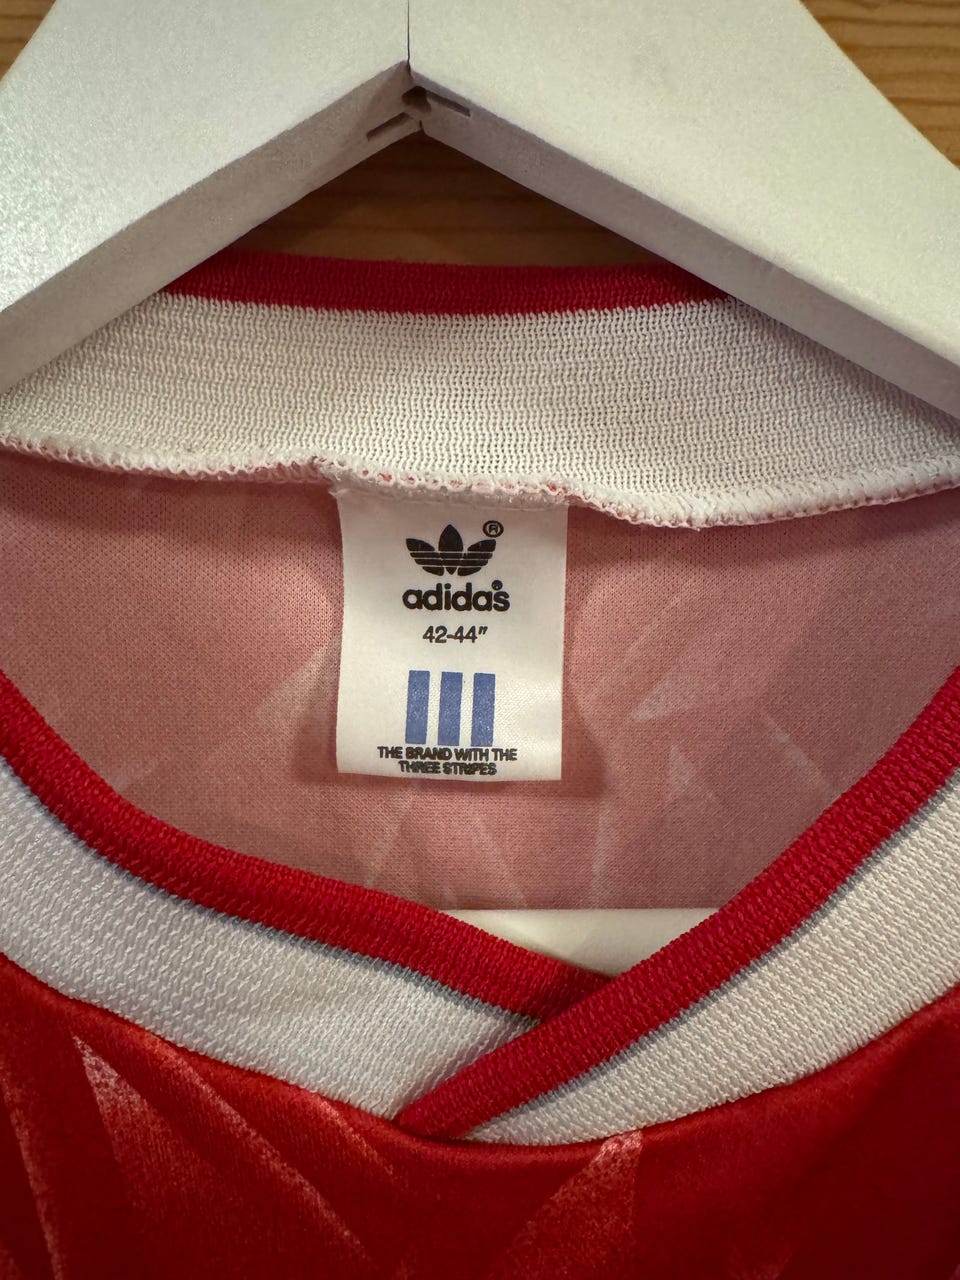 ®
adidas®
42-44"
THE BRAND WITH THE
THREE STRIPES